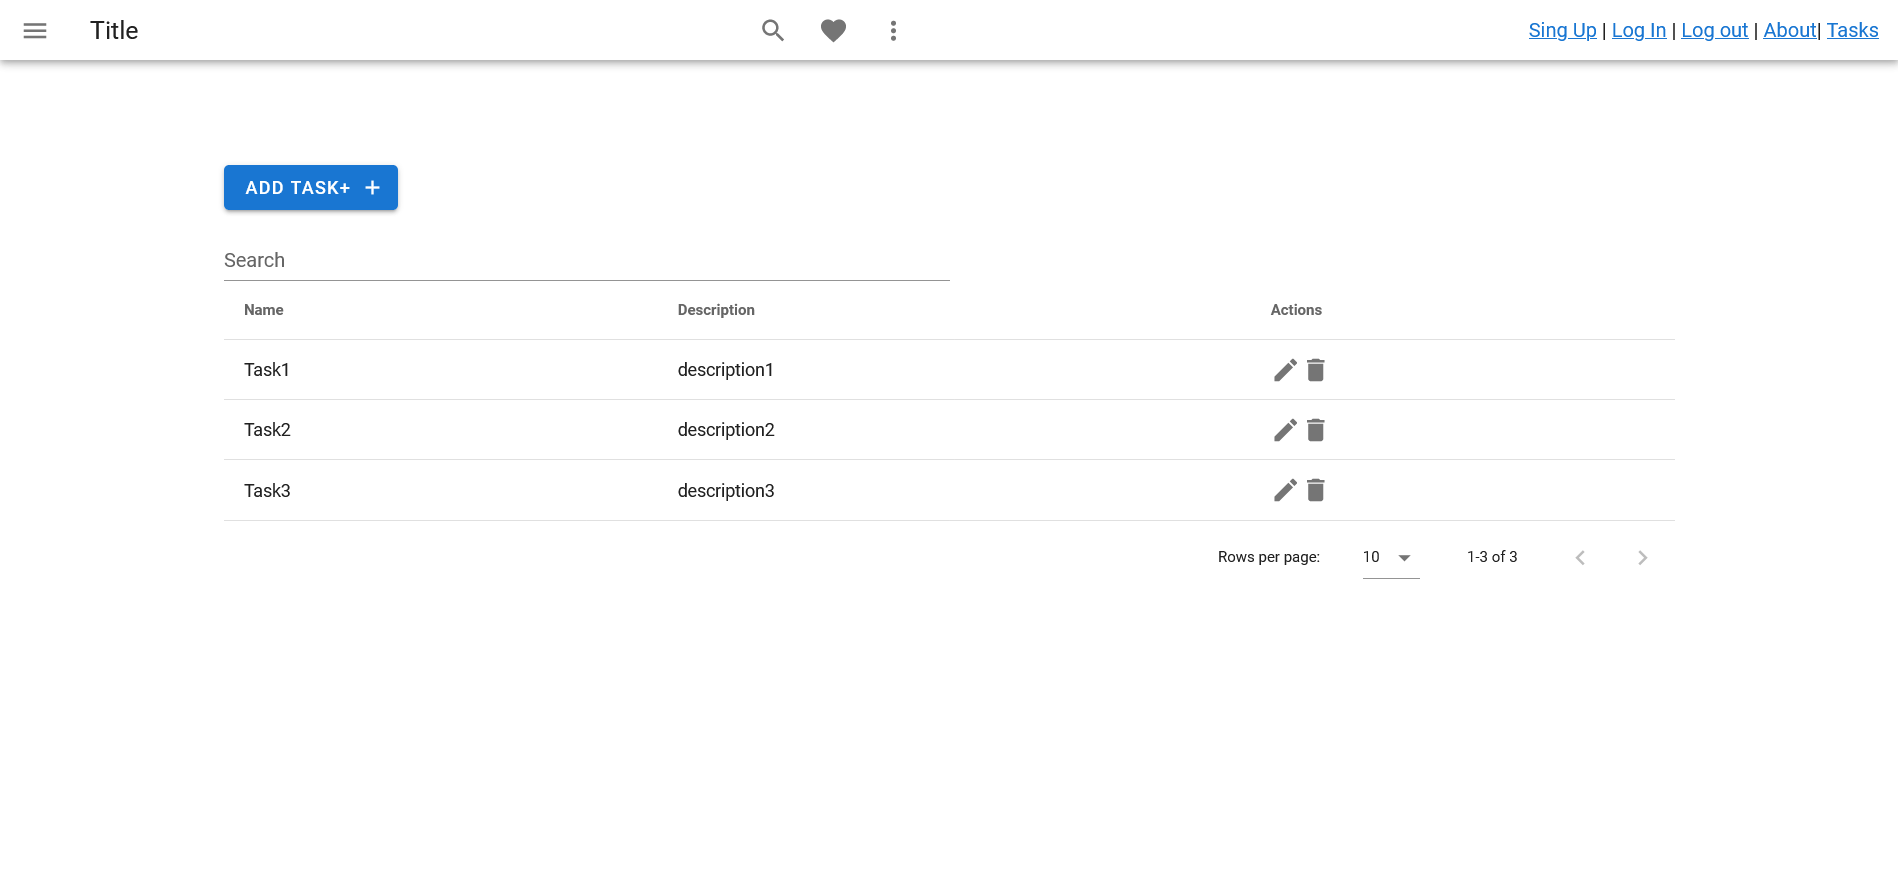 Title
Sing Up | Log In | Log out | About| Tasks
ADD TASK+ +
Search
Name Description Actions
Task1 description1
Task2 description2
Task3 description3
Rows per page: 10 1-3 of 3